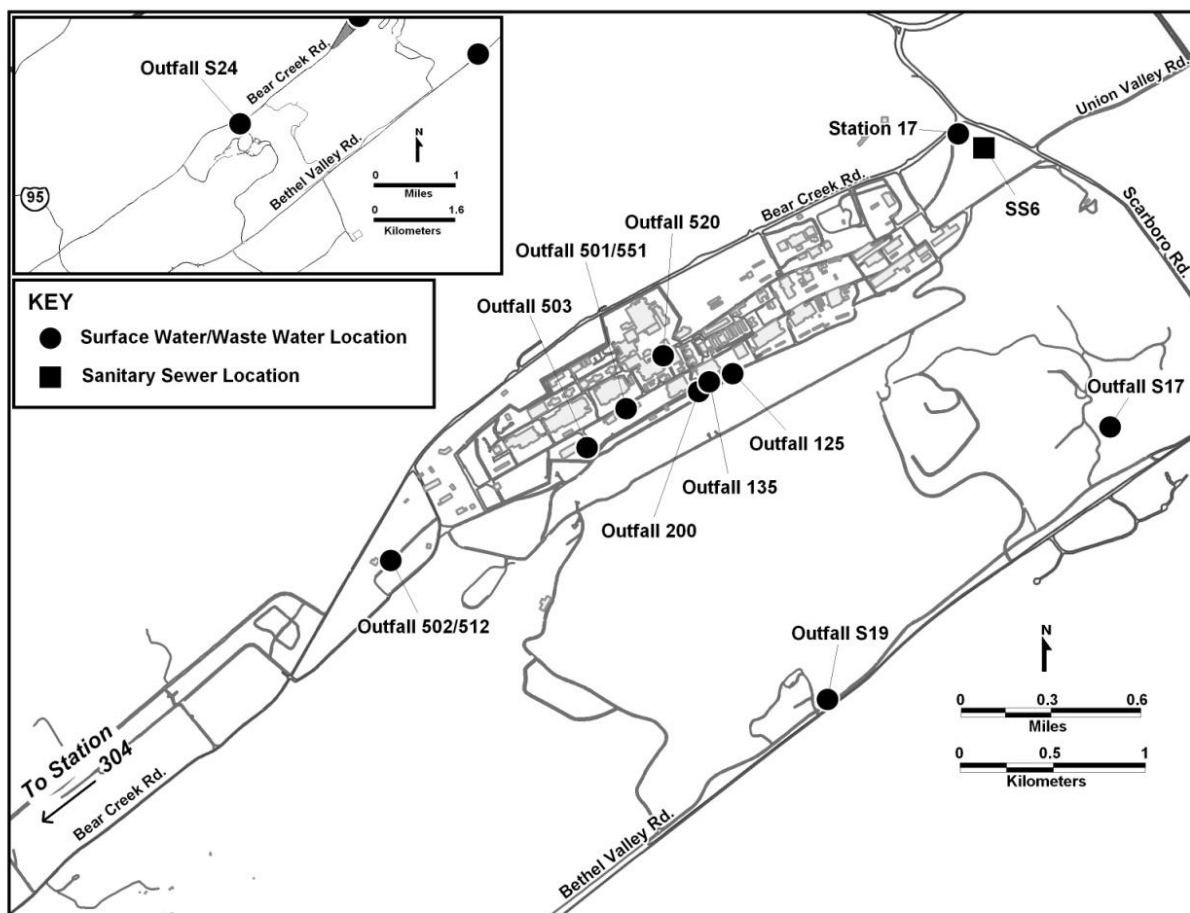 Outfall S24
Bear Creek Rd.
Bethel Valley Rd.
95
N
0 1
Miles
0 1.6
Kilometers
KEY
Surface Water/Waste Water Location
Sanitary Sewer Location
Union Valley Rd.
Station 17
SS6
Scarboro Rd.
Bear Creek Rd.
Outfall 520
Outfall 501/551
Outfall 503
Outfall S17
Outfall 125
Outfall 135
Outfall 200
Outfall 502/512
Outfall S19
N
0 0.3 0.6
Miles
0 0.5 1
Kilometers
To Station
304
Bear Creek Rd.
Bethel Valley Rd.